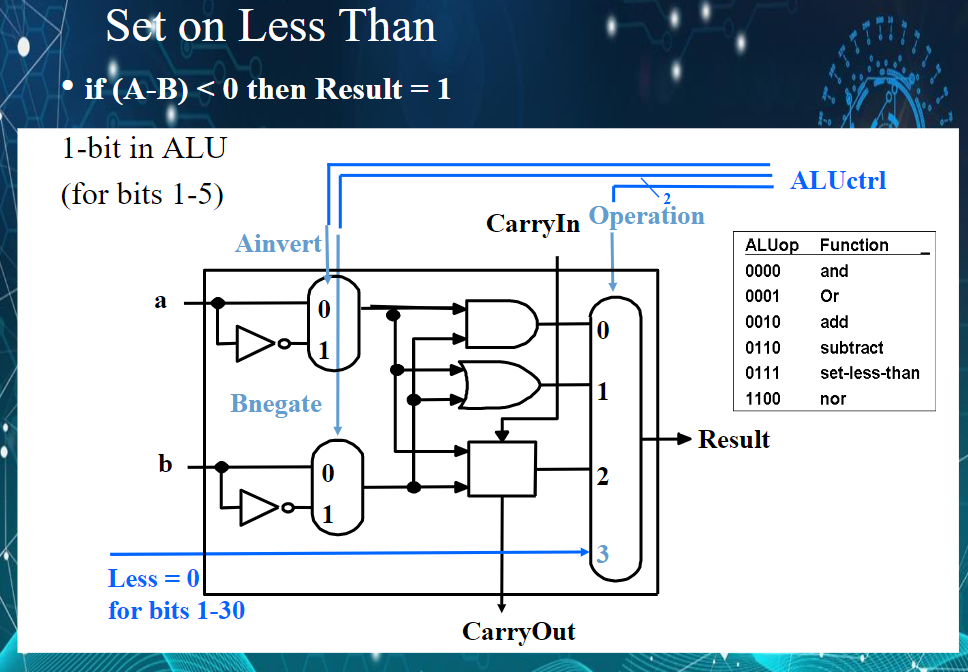 Set on Less Than
• if (A-B) < 0 then Result = 1
1-bit in ALU
(for bits 1-5)
ALUctrl
2
CarryIn
Operation
Ainvert
ALUop Function
0000 and
0001 Or
0010 add
0110 subtract
0111 set-less-than
1100 nor
a
0
1
0
1
Bnegate
Result
b
0
1
2
3
Less = 0
for bits 1-30
CarryOut